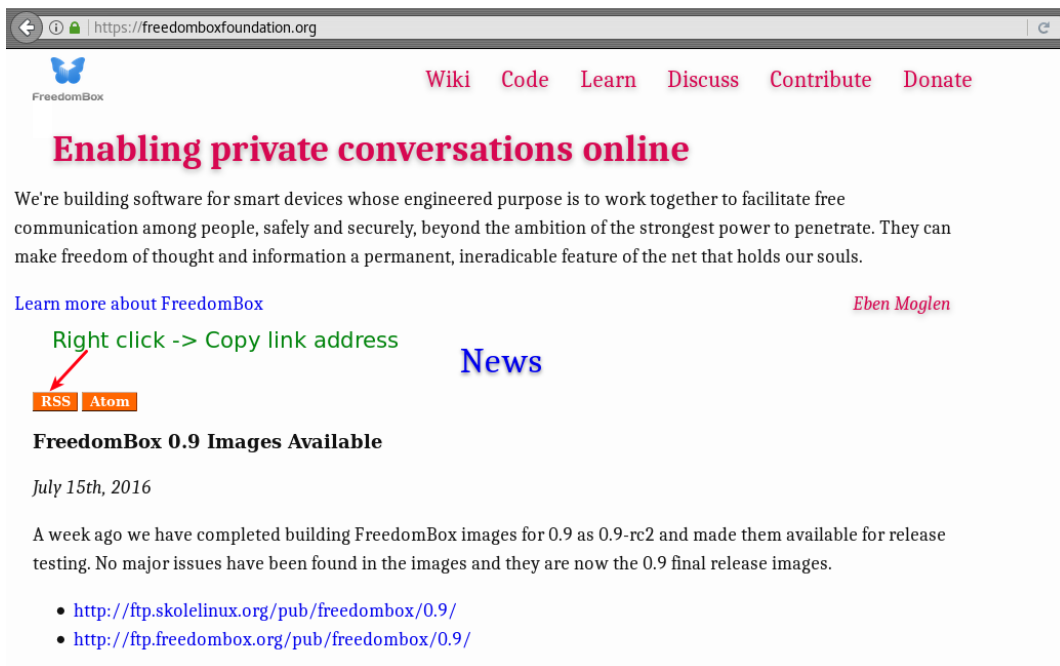 https://freedomboxfoundation.org
FreedomBox
Wiki Code Learn Discuss Contribute Donate
Enabling private conversations online
We're building software for smart devices whose engineered purpose is to work together to facilitate free
communication among people, safely and securely, beyond the ambition of the strongest power to penetrate. They can
make freedom of thought and information a permanent, ineradicable feature of the net that holds our souls.
Learn more about FreedomBox
Eben Moglen
Right click -> Copy link address
News
RSS Atom
FreedomBox 0.9 Images Available
July 15th, 2016
A week ago we have completed building FreedomBox images for 0.9 as 0.9-rc2 and made them available for release
testing. No major issues have been found in the images and they are now the 0.9 final release images.
• http://ftp.skolelinux.org/pub/freedombox/0.9/
• http://ftp.freedombox.org/pub/freedombox/0.9/